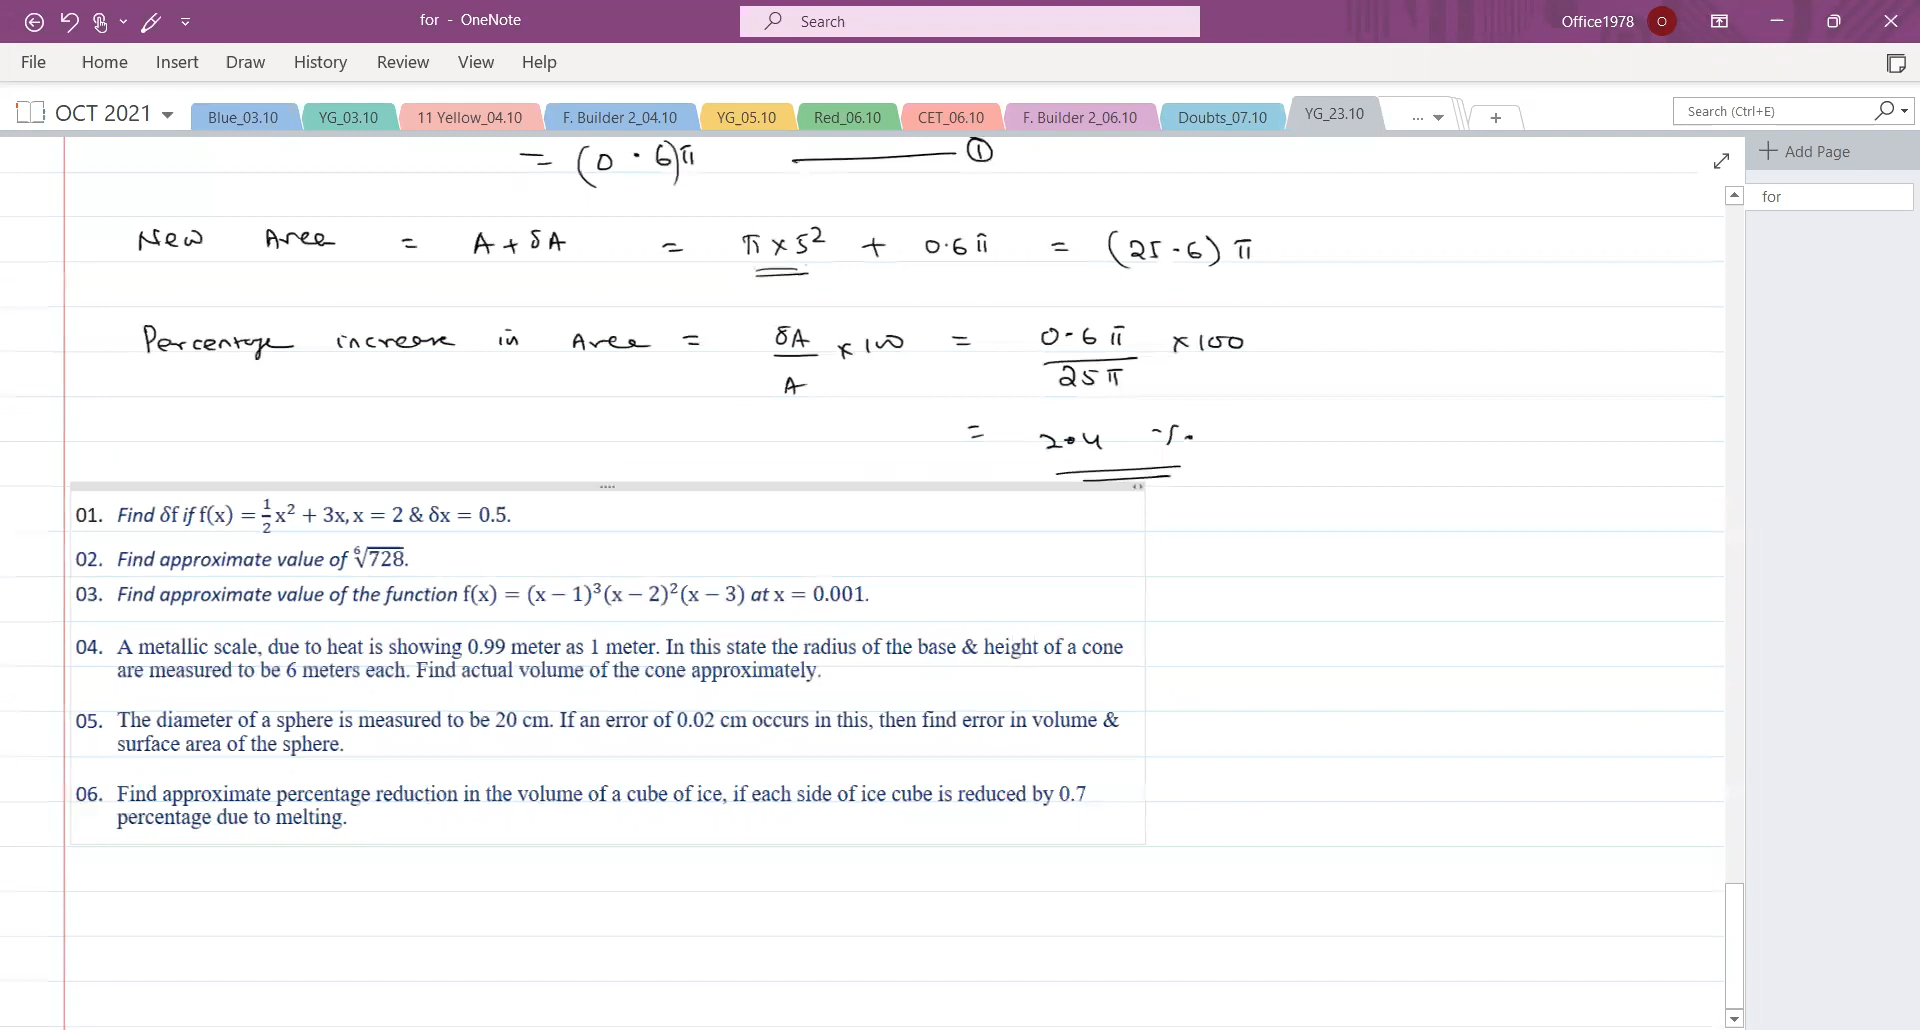 for - OneNote
Search
Office1978
O
File Home Insert Draw History Review View Help
OCT 2021
Blue_03.10 YG_03.10 11 Yellow_04.10 F. Builder 2_04.10 YG_05.10 Red_06.10 CET_06.10 F. Builder 2_06.10 Doubts_07.10 YG_23.10 ... +
Search (Ctrl+E)
+ Add Page
for
= (0.6)π ——— ①
New Area = A + δA = π × 5² + 0.6π = (25.6) π
Percentage increase in Area = δA/A × 100 = 0.6π/25π × 100
= 2.4 %
01. Find δf if f(x) = ½x² + 3x, x = 2 & δx = 0.5.
02. Find approximate value of ⁶√728.
03. Find approximate value of the function f(x) = (x − 1)³(x − 2)²(x − 3) at x = 0.001.
04. A metallic scale, due to heat is showing 0.99 meter as 1 meter. In this state the radius of the base & height of a cone
are measured to be 6 meters each. Find actual volume of the cone approximately.
05. The diameter of a sphere is measured to be 20 cm. If an error of 0.02 cm occurs in this, then find error in volume &
surface area of the sphere.
06. Find approximate percentage reduction in the volume of a cube of ice, if each side of ice cube is reduced by 0.7
percentage due to melting.